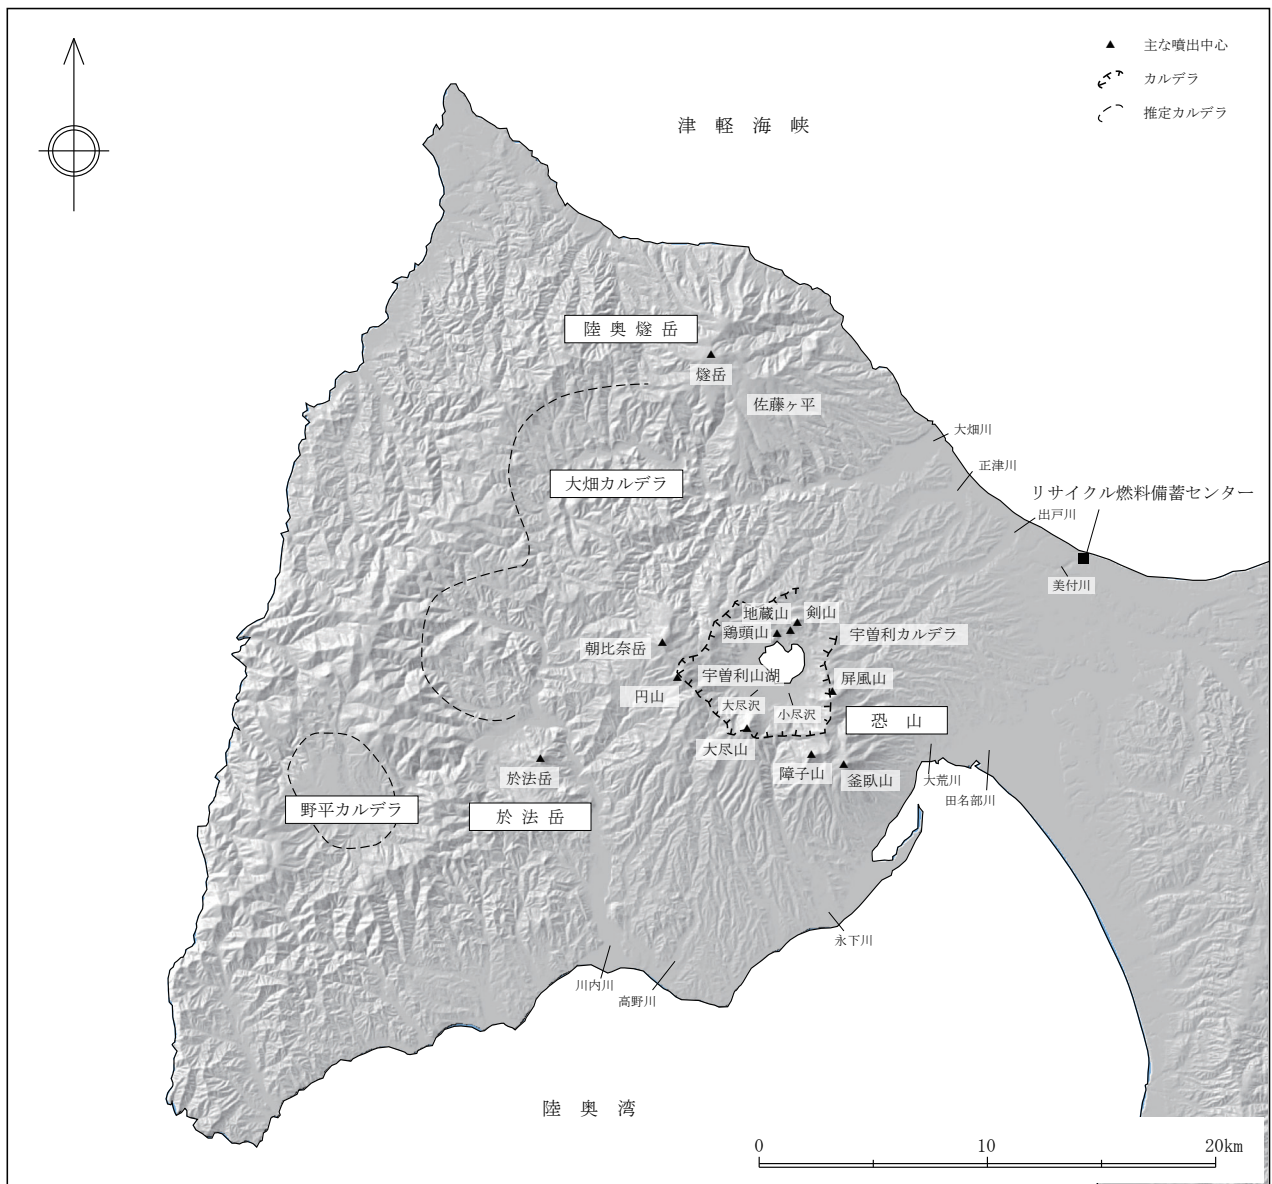 主な噴出中心
カルデラ
推定カルデラ
津軽海峡
陸奥燧岳
燧岳
佐藤ヶ平
大畑川
正津川
大畑カルデラ
リサイクル燃料備蓄センター
出戸川
美付川
地蔵山
剣山
鶏頭山
宇曽利カルデラ
朝比奈岳
宇曽利山湖
屏風山
円山
大尽沢
小尽沢
恐山
大尽山
障子山
釜臥山
於法岳
大荒川
田名部川
野平カルデラ
於法岳
永下川
川内川
高野川
陸奥湾
0 10 20km